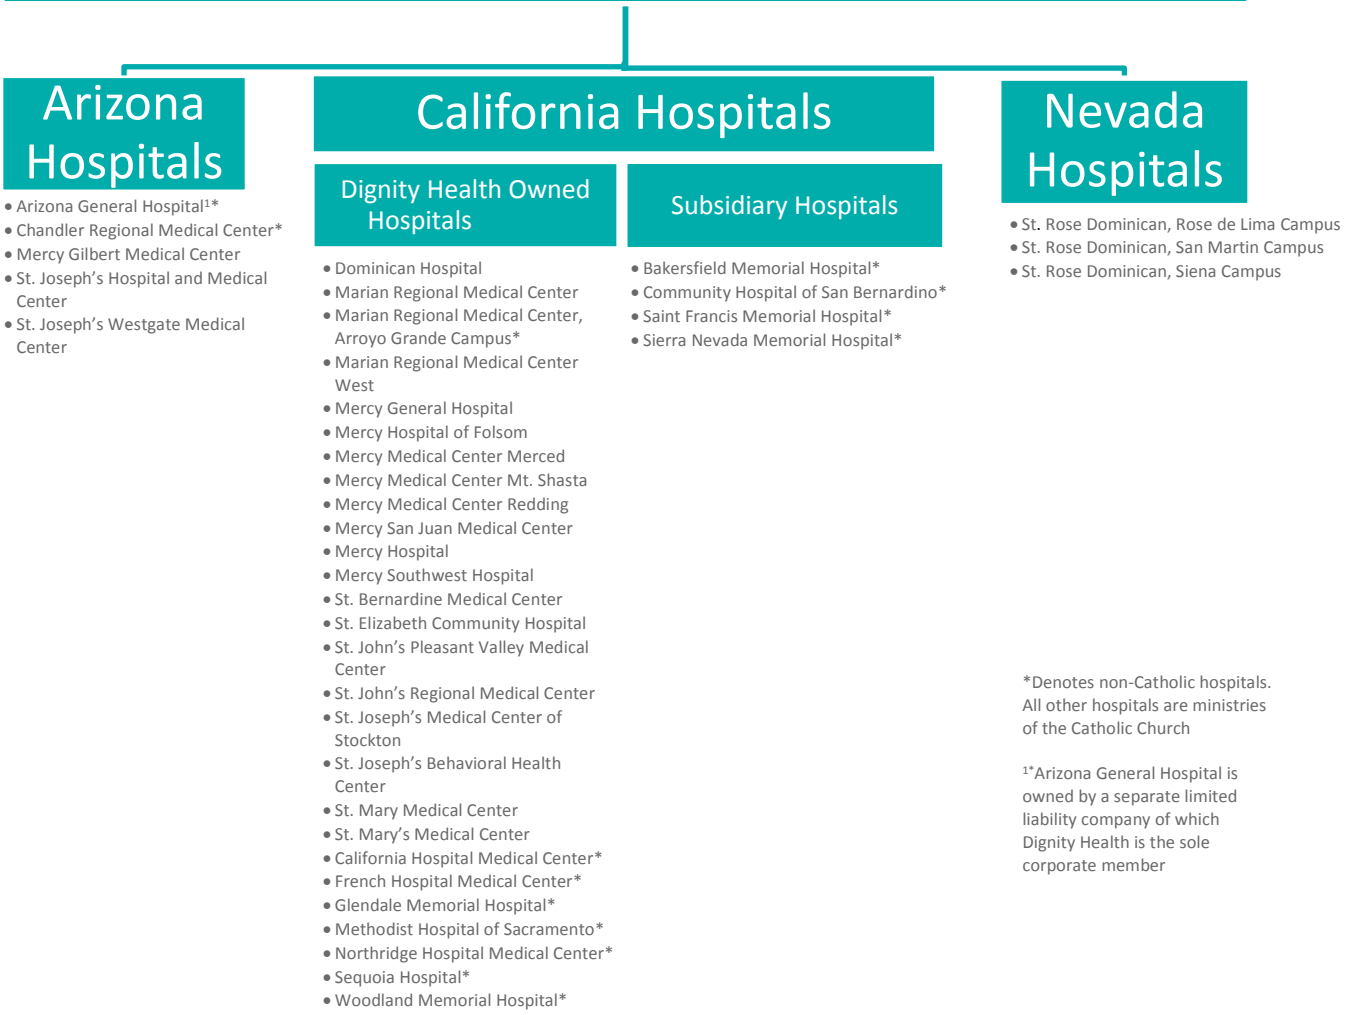 Arizona
Hospitals
• Arizona General Hospital¹*
• Chandler Regional Medical Center*
• Mercy Gilbert Medical Center
• St. Joseph’s Hospital and Medical
Center
• St. Joseph’s Westgate Medical
Center
California Hospitals
Dignity Health Owned
Hospitals
• Dominican Hospital
• Marian Regional Medical Center
• Marian Regional Medical Center,
Arroyo Grande Campus*
• Marian Regional Medical Center
West
• Mercy General Hospital
• Mercy Hospital of Folsom
• Mercy Medical Center Merced
• Mercy Medical Center Mt. Shasta
• Mercy Medical Center Redding
• Mercy San Juan Medical Center
• Mercy Hospital
• Mercy Southwest Hospital
• St. Bernardine Medical Center
• St. Elizabeth Community Hospital
• St. John’s Pleasant Valley Medical
Center
• St. John’s Regional Medical Center
• St. Joseph’s Medical Center of
Stockton
• St. Joseph’s Behavioral Health
Center
• St. Mary Medical Center
• St. Mary’s Medical Center
• California Hospital Medical Center*
• French Hospital Medical Center*
• Glendale Memorial Hospital*
• Methodist Hospital of Sacramento*
• Northridge Hospital Medical Center*
• Sequoia Hospital*
• Woodland Memorial Hospital*
Subsidiary Hospitals
• Bakersfield Memorial Hospital*
• Community Hospital of San Bernardino*
• Saint Francis Memorial Hospital*
• Sierra Nevada Memorial Hospital*
Nevada
Hospitals
• St. Rose Dominican, Rose de Lima Campus
• St. Rose Dominican, San Martin Campus
• St. Rose Dominican, Siena Campus
*Denotes non-Catholic hospitals.
All other hospitals are ministries
of the Catholic Church
¹*Arizona General Hospital is
owned by a separate limited
liability company of which
Dignity Health is the sole
corporate member